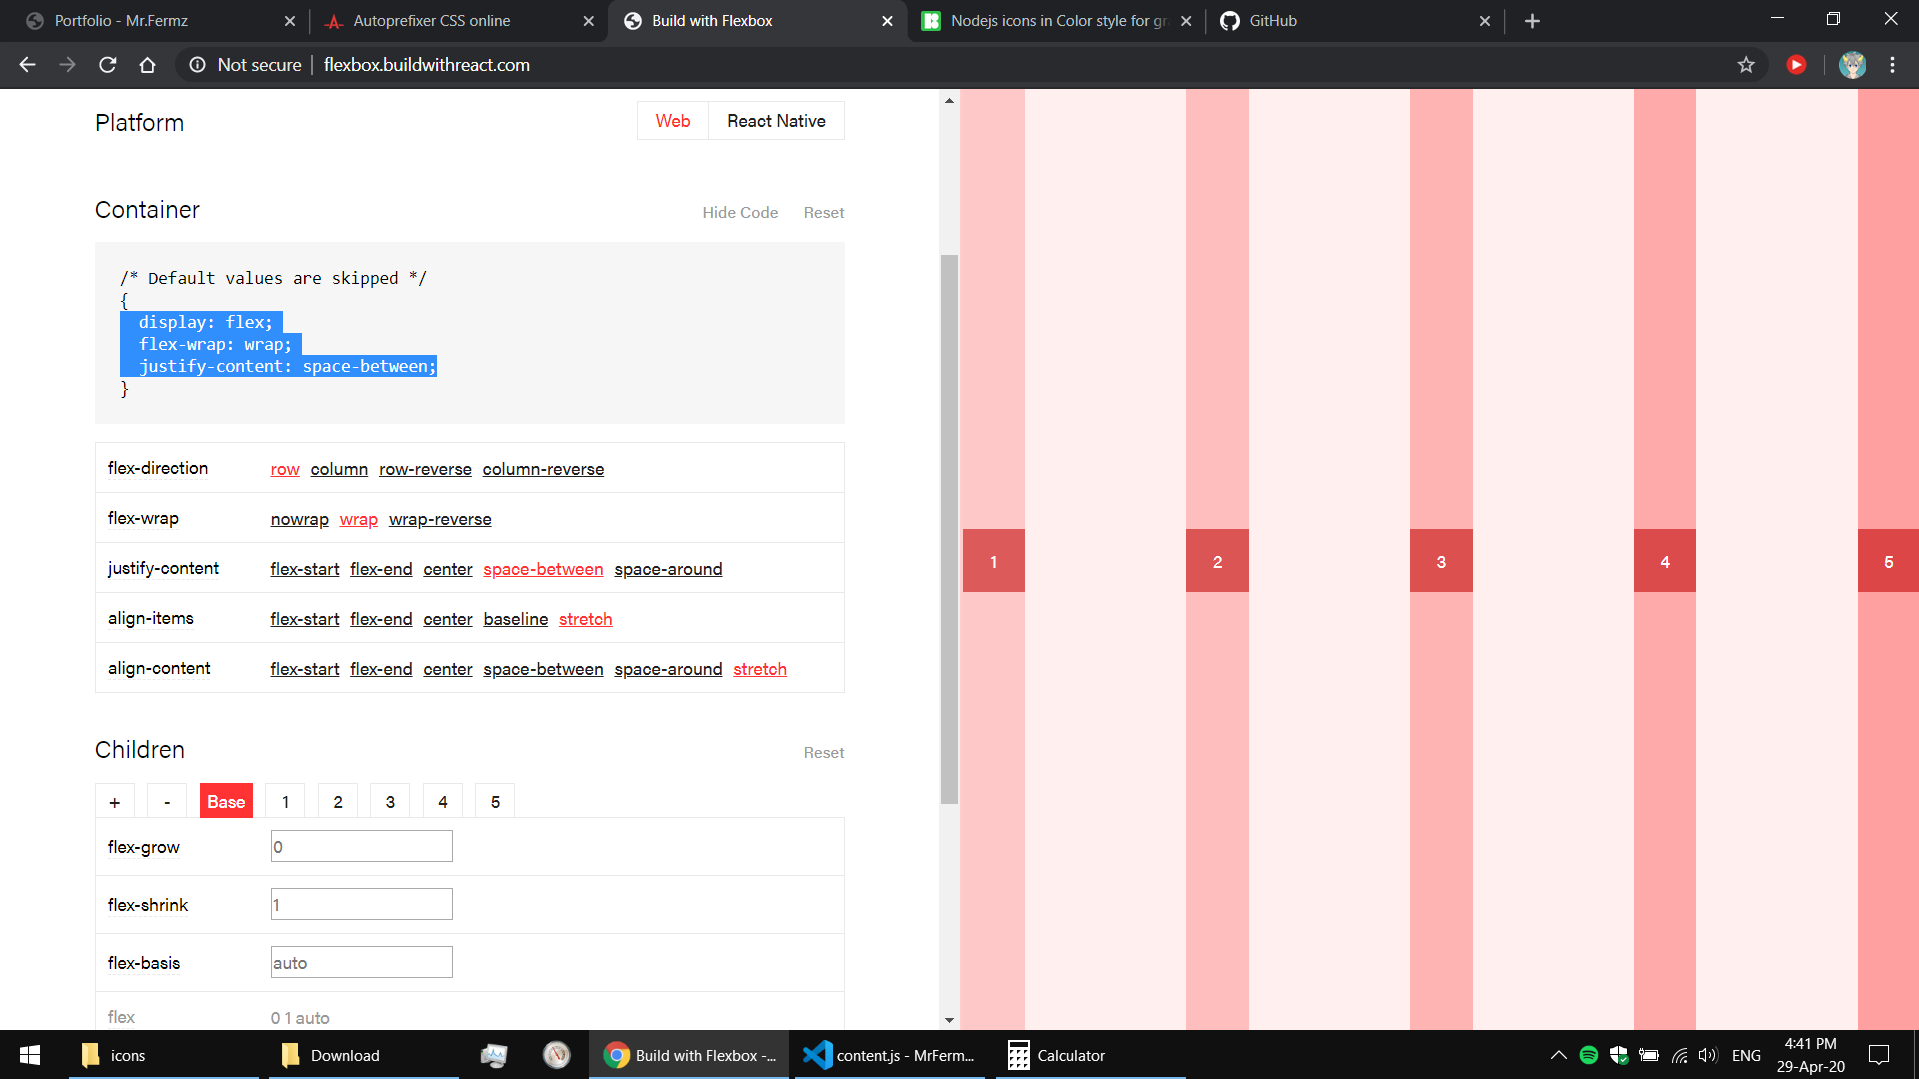 Portfolio - Mr.Fermz
Autoprefixer CSS online
Build with Flexbox
Nodejs icons in Color style for gra
GitHub
Not secure | flexbox.buildwithreact.com
Platform
Web
React Native
Container
Hide Code
Reset
/* Default values are skipped */
{
display: flex;
flex-wrap: wrap;
justify-content: space-between;
}
flex-direction row column row-reverse column-reverse
flex-wrap nowrap wrap wrap-reverse
justify-content flex-start flex-end center space-between space-around
align-items flex-start flex-end center baseline stretch
align-content flex-start flex-end center space-between space-around stretch
Children
Reset
+ - Base 1 2 3 4 5
flex-grow 0
flex-shrink 1
flex-basis auto
flex 0 1 auto
1 2 3 4 5
icons
Download
Build with Flexbox -...
content.js - MrFerm...
Calculator
ENG
4:41 PM
29-Apr-20